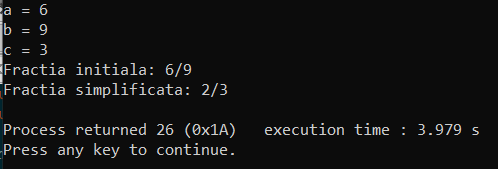 a = 6
b = 9
c = 3
Fractia initiala: 6/9
Fractia simplificata: 2/3
Process returned 26 (0x1A)   execution time : 3.979 s
Press any key to continue.